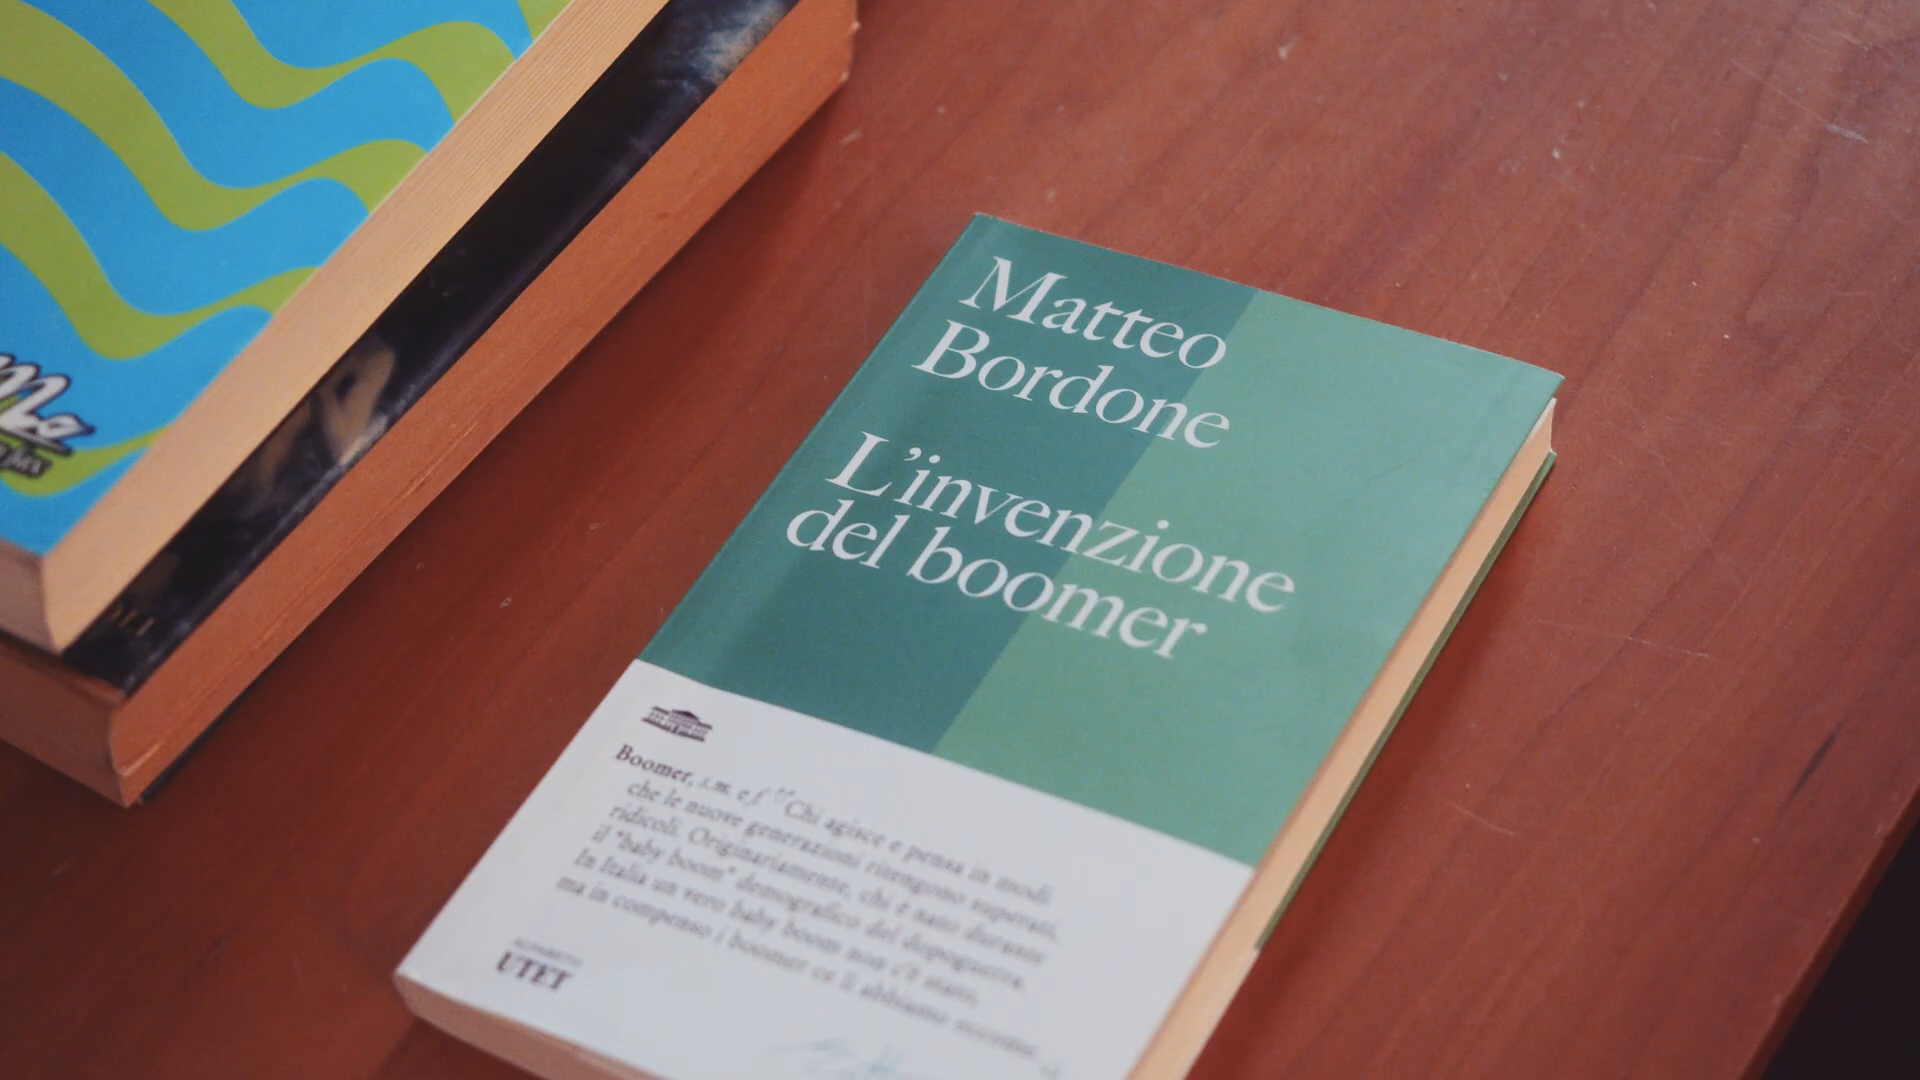 Matteo
Bordone
L'invenzione
del boomer
Boomer, s.m. e f. Chi agisce e pensa in modi
che le nuove generazioni ritengono superati,
ridicoli. Originariamente, chi è nato durante
il "baby boom" demografico del dopoguerra.
In Italia un vero baby boom non c'è stato,
ma in compenso i boomer ce li abbiamo
UTET